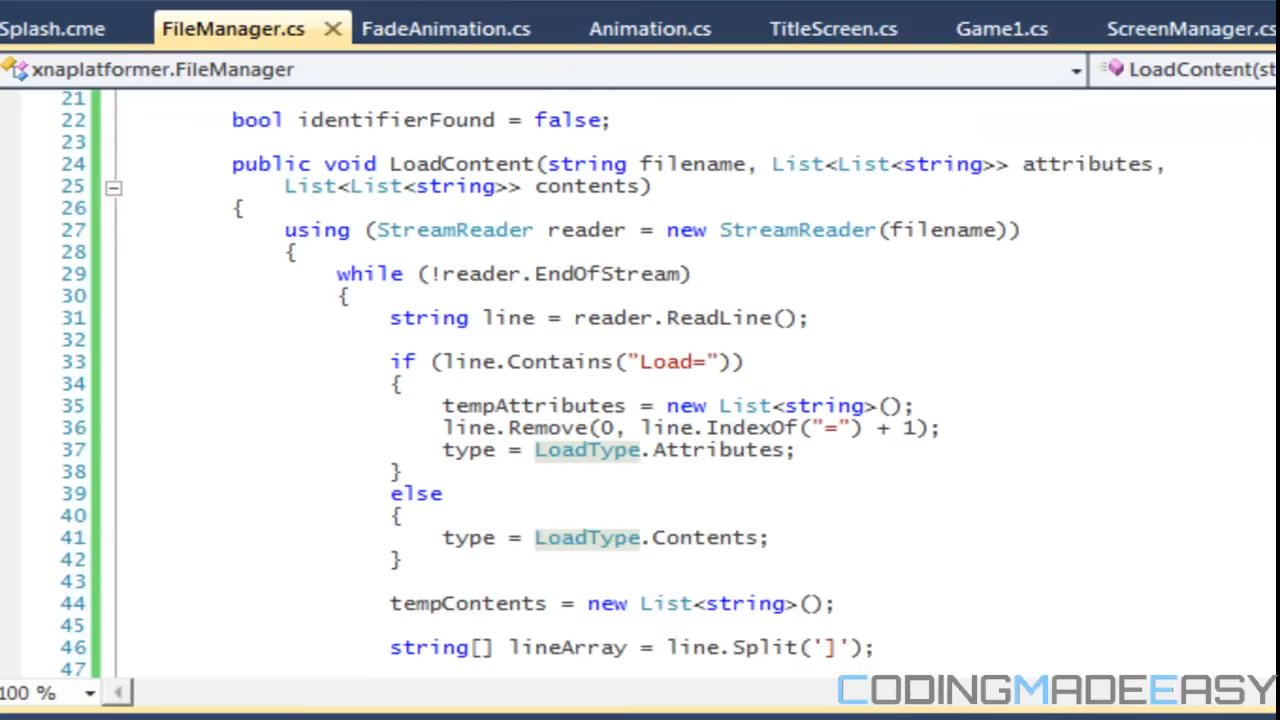 Splash.cme FileManager.cs FadeAnimation.cs Animation.cs TitleScreen.cs Game1.cs ScreenManager.cs
xnaplatformer.FileManager LoadContent(st
21
22 bool identifierFound = false;
23
24 public void LoadContent(string filename, List<List<string>> attributes,
25 List<List<string>> contents)
26 {
27 using (StreamReader reader = new StreamReader(filename))
28 {
29 while (!reader.EndOfStream)
30 {
31 string line = reader.ReadLine();
32
33 if (line.Contains("Load="))
34 {
35 tempAttributes = new List<string>();
36 line.Remove(0, line.IndexOf("=") + 1);
37 type = LoadType.Attributes;
38 }
39 else
40 {
41 type = LoadType.Contents;
42 }
43
44 tempContents = new List<string>();
45
46 string[] lineArray = line.Split(']');
47
100 %
CODINGMADEEASY